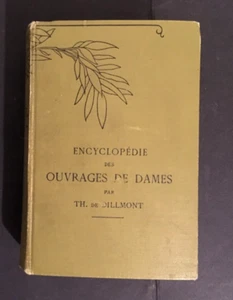 ENCYCLOPÉDIE
DES
OUVRAGES DE DAMES
PAR
TH. DE DILLMONT